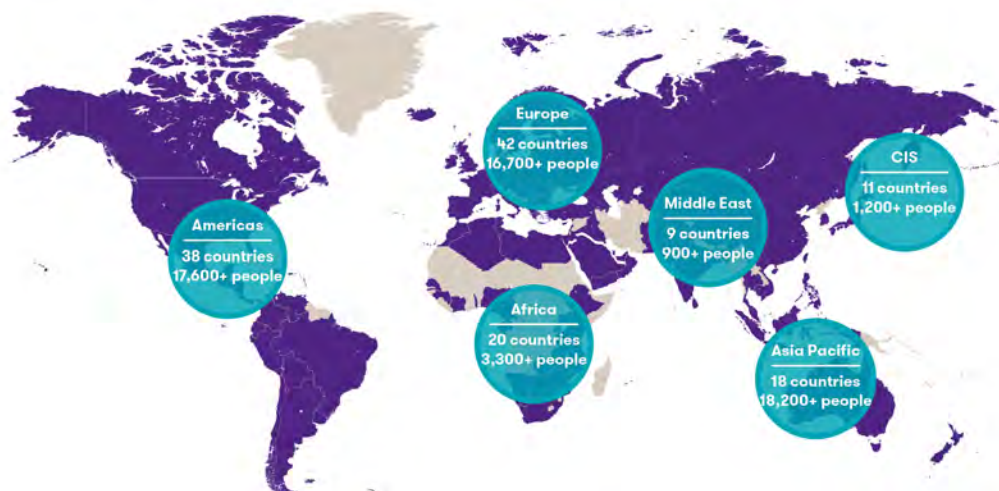 Europe
42 countries
16,700+ people
CIS
11 countries
1,200+ people
Middle East
9 countries
900+ people
Americas
38 countries
17,600+ people
Africa
20 countries
3,300+ people
Asia Pacific
18 countries
18,200+ people